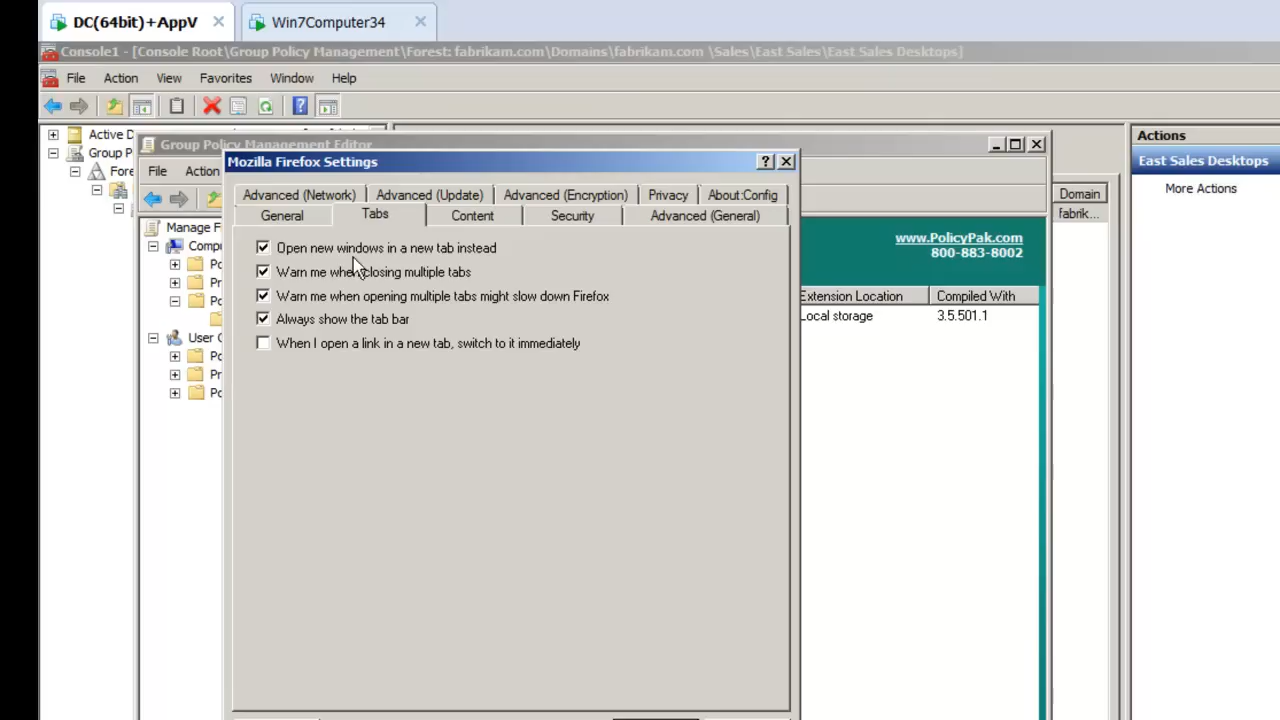 DC(64bit)+AppV
Win7Computer34
Console1 - [Console Root\Group Policy Management\Forest: fabrikam.com\Domains\fabrikam.com \Sales\East Sales\East Sales Desktops]
File Action View Favorites Window Help
Active D
Group P
Fore
Group Policy Management Editor
File Action
Manage F
Compu
Po
Pr
Po
User C
Po
Pr
Po
Mozilla Firefox Settings
Advanced (Network) Advanced (Update) Advanced (Encryption) Privacy About:Config
General Tabs Content Security Advanced (General)
Open new windows in a new tab instead
Warn me when closing multiple tabs
Warn me when opening multiple tabs might slow down Firefox
Always show the tab bar
When I open a link in a new tab, switch to it immediately
www.PolicyPak.com
800-883-8002
Extension Location Compiled With
Local storage 3.5.501.1
Domain
fabrik...
Actions
East Sales Desktops
More Actions